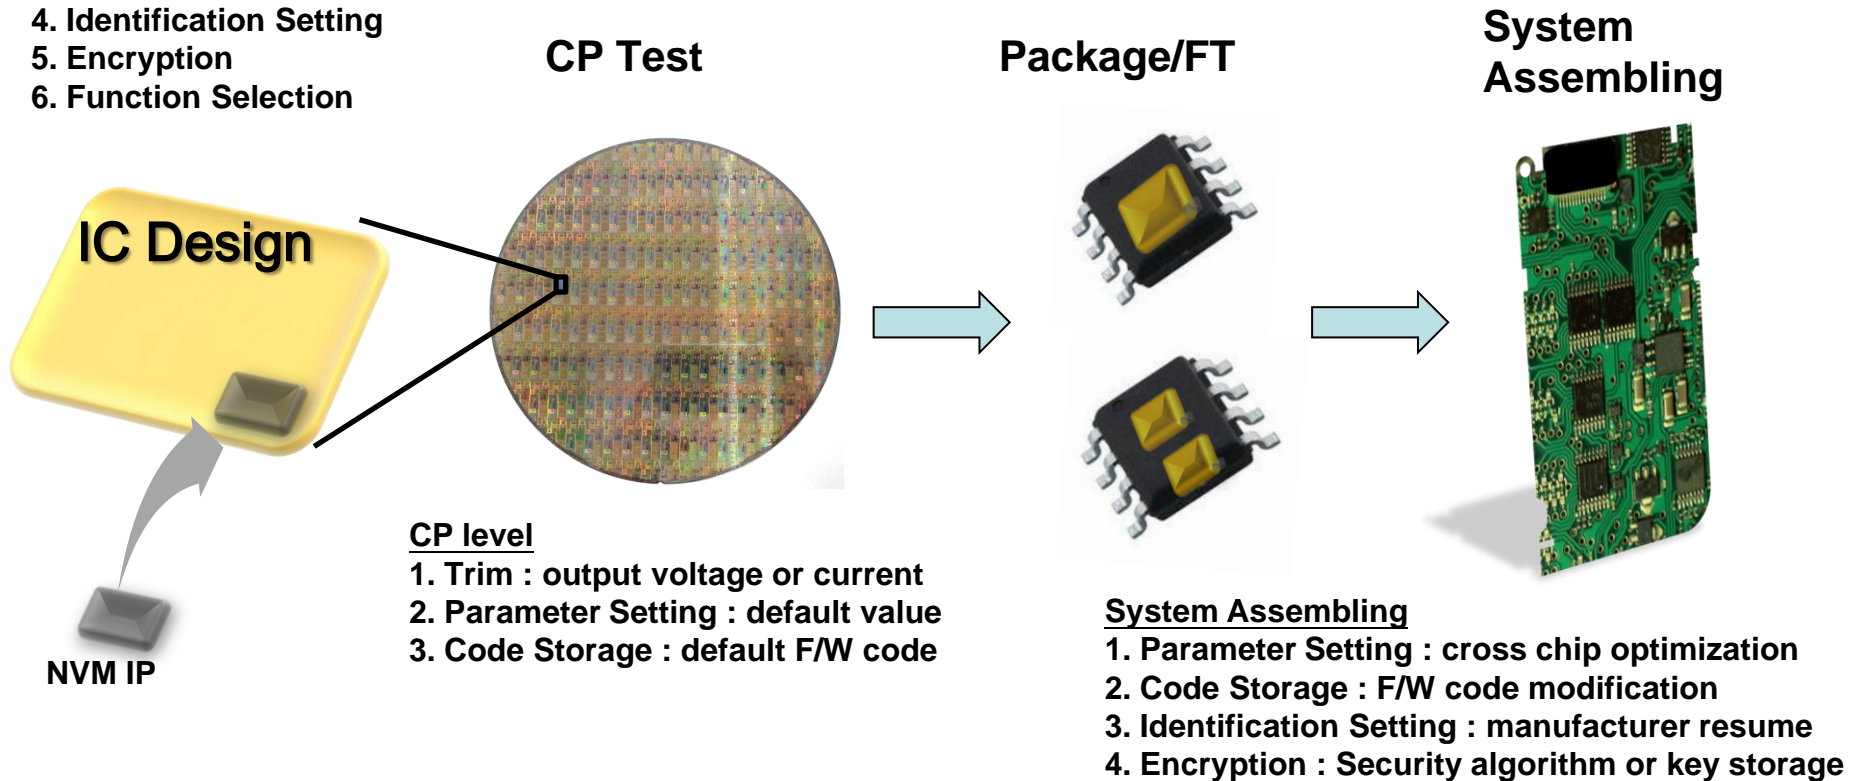 4. Identification Setting
5. Encryption
6. Function Selection
CP Test
Package/FT
System
Assembling
IC Design
NVM IP
CP level
1. Trim : output voltage or current
2. Parameter Setting : default value
3. Code Storage : default F/W code
System Assembling
1. Parameter Setting : cross chip optimization
2. Code Storage : F/W code modification
3. Identification Setting : manufacturer resume
4. Encryption : Security algorithm or key storage